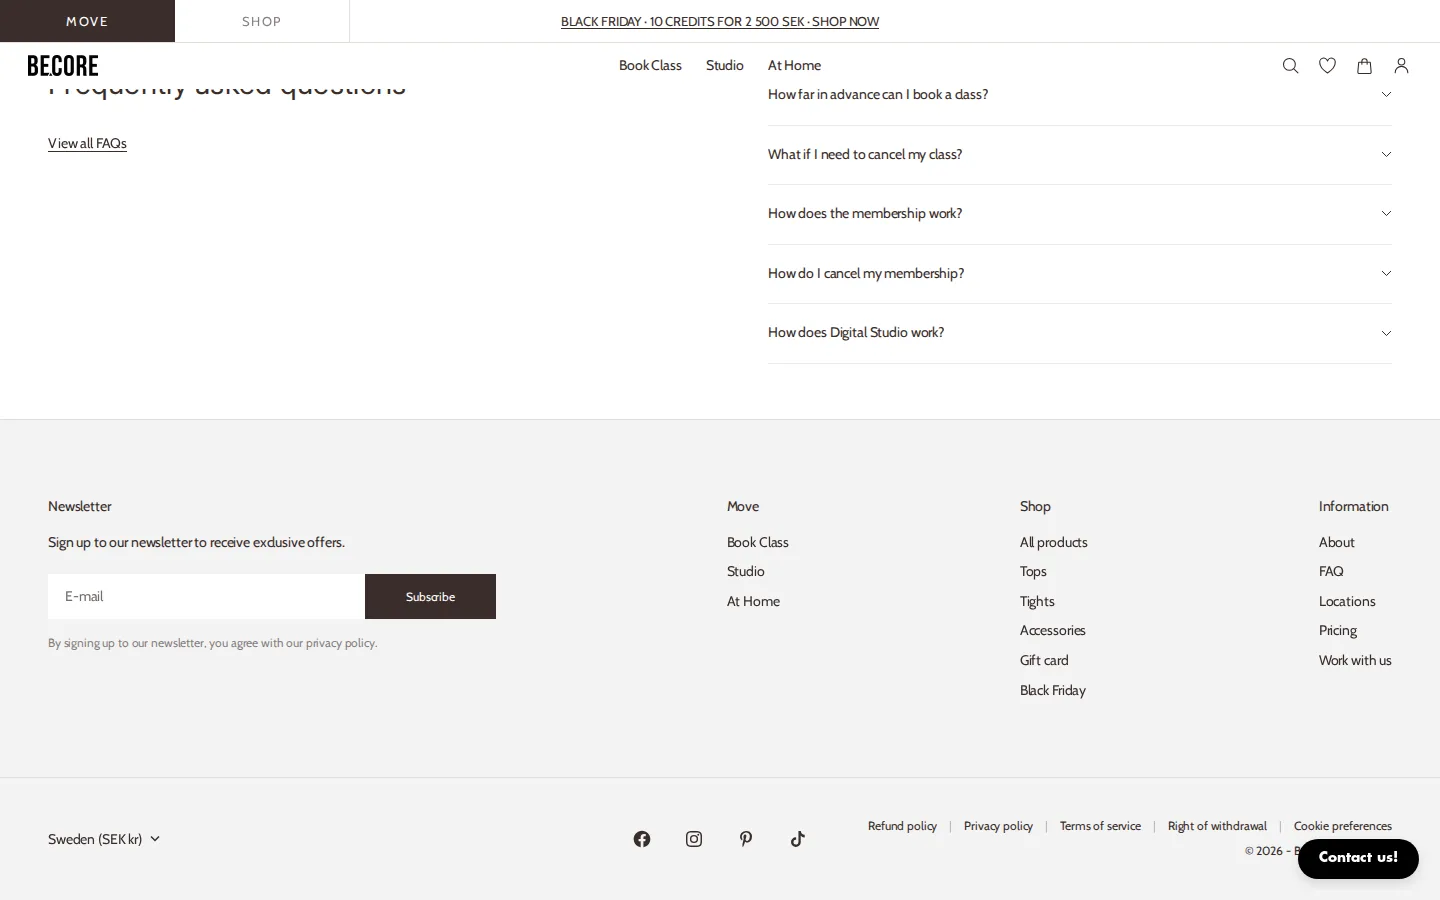 MOVE
SHOP
BLACK FRIDAY · 10 CREDITS FOR 2 500 SEK · SHOP NOW
BE.CORE
Book Class
Studio
At Home
Frequently asked questions
View all FAQs
How far in advance can I book a class?
What if I need to cancel my class?
How does the membership work?
How do I cancel my membership?
How does Digital Studio work?
Newsletter
Sign up to our newsletter to receive exclusive offers.
E-mail
Subscribe
By signing up to our newsletter, you agree with our privacy policy.
Move
Book Class
Studio
At Home
Shop
All products
Tops
Tights
Accessories
Gift card
Black Friday
Information
About
FAQ
Locations
Pricing
Work with us
Sweden (SEK kr)
Refund policy | Privacy policy | Terms of service | Right of withdrawal | Cookie preferences
© 2026 -
Contact us!